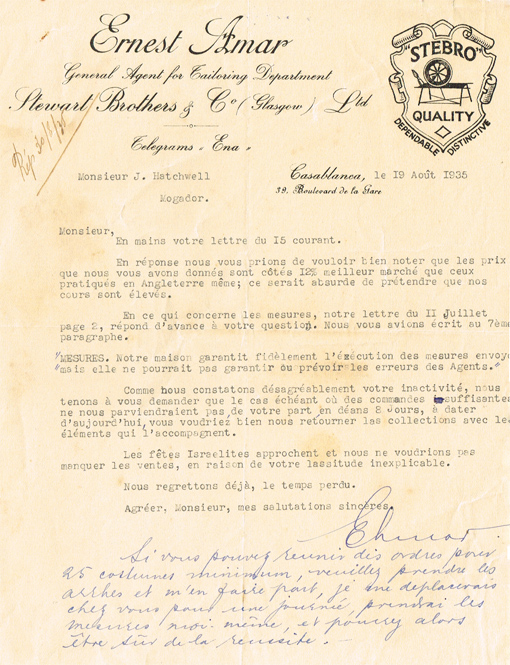 Ernest Amar
General Agent for Tailoring Department
Stewart Brothers & Co (Glasgow) Ltd
Telegrams "Ena"
"STEBRO"
QUALITY
DEPENDABLE DISTINCTIVE
Rép. 30/8/35
Casablanca, le 19 Août 1935
39. Boulevard de la Gare
Monsieur J. Hatchwell
Mogador.
Monsieur,
En mains votre lettre du I5 courant.
En réponse nous vous prions de vouloir bien noter que les prix
que nous vous avons donnés sont côtés I2% meilleur marché que ceux
pratiqués en Angleterre même; ce serait absurde de prétendre que nos
cours sont élevés.
En ce qui concerne les mesures, notre lettre du II Juillet
page 2, répond d'avance à votre question. Nous vous avions écrit au 7ème
paragraphe.
"MESURES. Notre maison garantit fidèlement l'éxécution des mesures envoyé
"mais elle ne pourrait pas garantir ou prévoir les erreurs des Agents."
Comme nous constatons désagréablement votre inactivité, nous
tenons à vous demander que le cas échéant où des commandes suffisantes
ne nous parviendraient pas de votre part en déans 8 Jours, à dater
d'aujourd'hui, vous voudriez bien nous retourner les collections avec les
éléments qui l'accompagnent.
Les fêtes Israelites approchent et nous ne voudrions pas
manquer les ventes, en raison de votre lassitude inexplicable.
Nous regrettons déjà, le temps perdu.
Agréer, Monsieur, mes salutations sincères.
Si vous pouvez reunir des ordres pour
25 costumes minimum, veuillez prendre les
arrhes et m'en faire part, je me deplacerais
chez vous pour une journée, prendrai les
mesures moi même, et pourrez alors
être sûr de la reussite. —